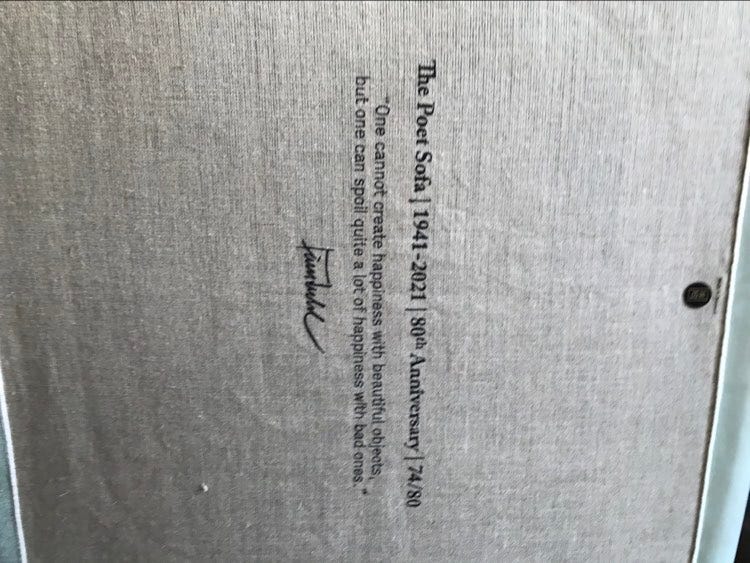 The Poet Sofa | 1941-2021 | 80th Anniversary | 74/80
"One cannot create happiness with beautiful objects,
but one can spoil quite a lot of happiness with bad ones."